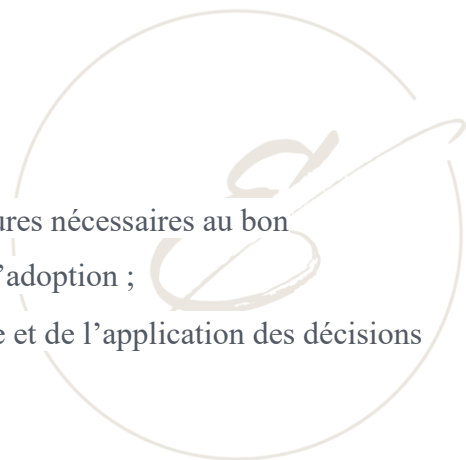 ures nécessaires au bon
’adoption ;
e et de l’application des décisions